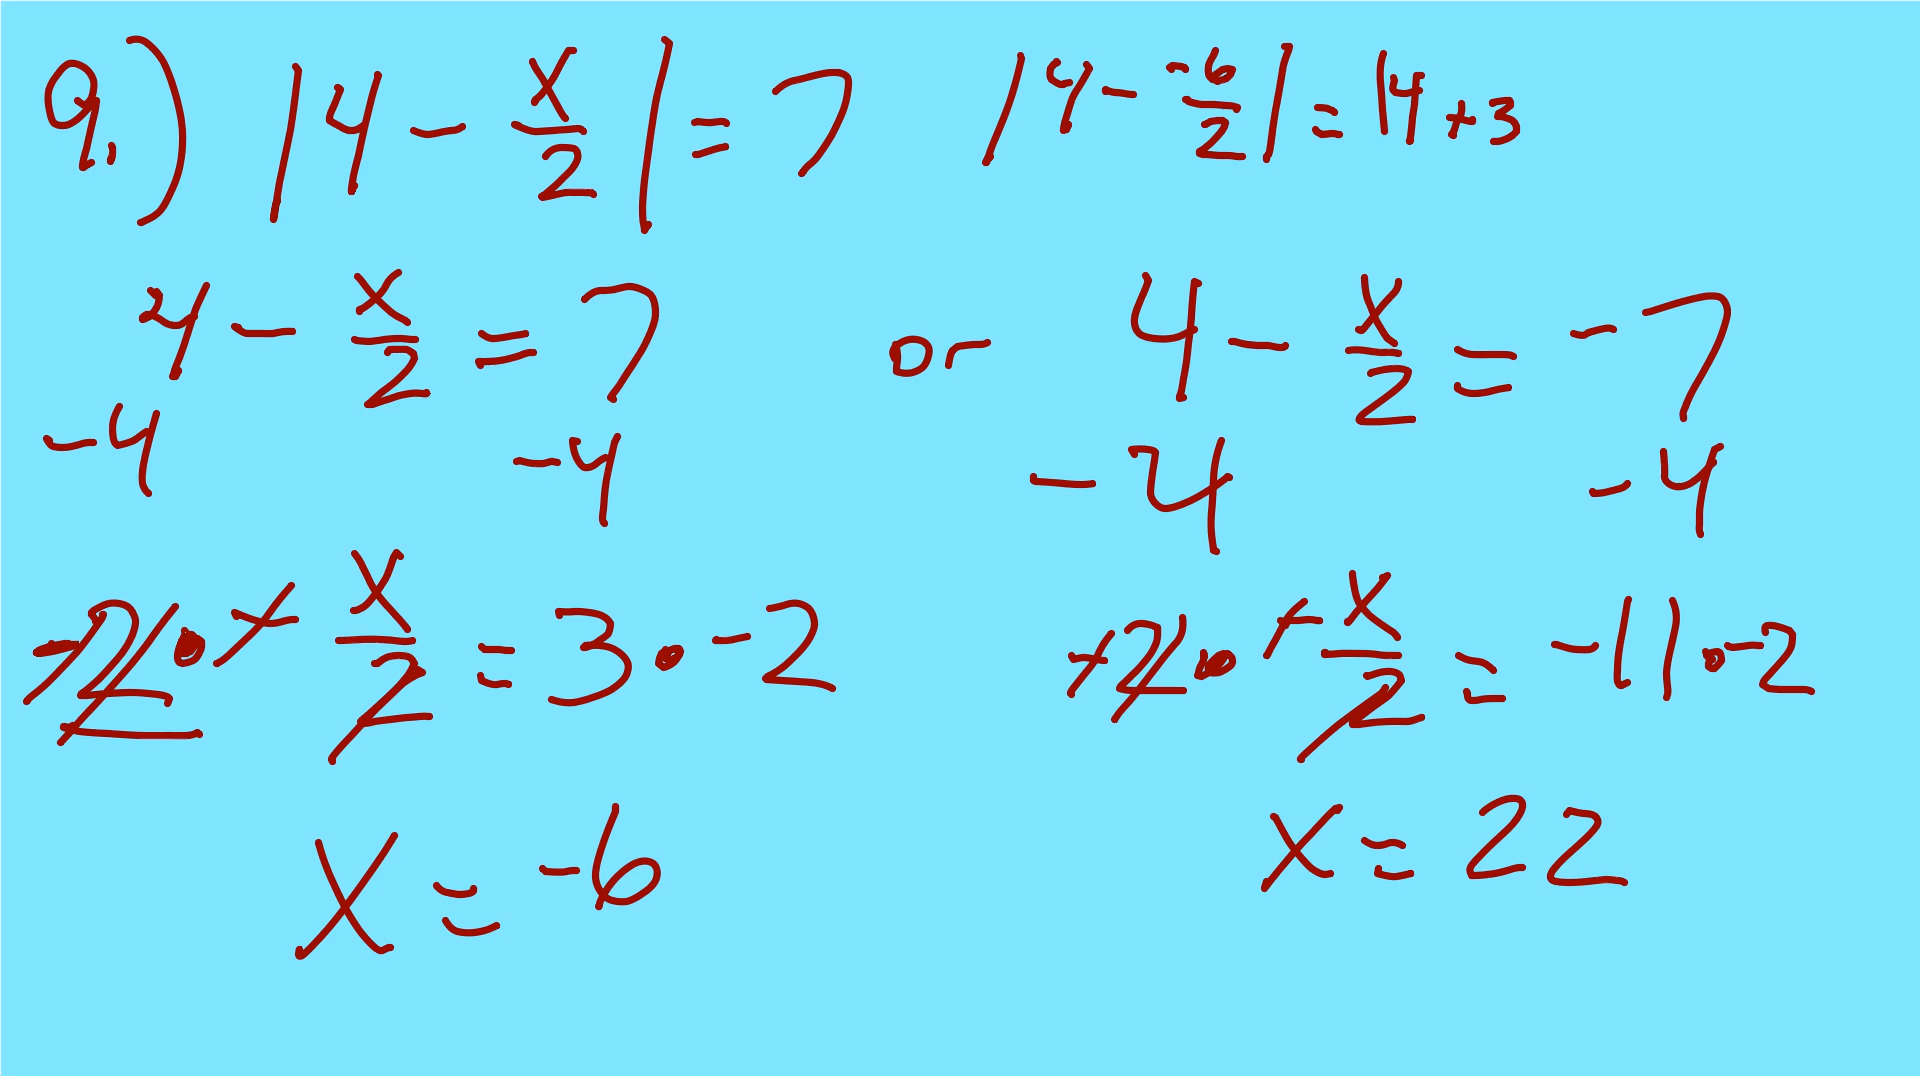 9.) |4 - x/2| = 7 |4 - -6/2| = |4 + 3
4 - x/2 = 7 or 4 - x/2 = -7
-4 -4 -4 -4
-2 • - x/2 = 3 • -2 -2 • - x/2 = -11 • -2
x = -6 x = 22